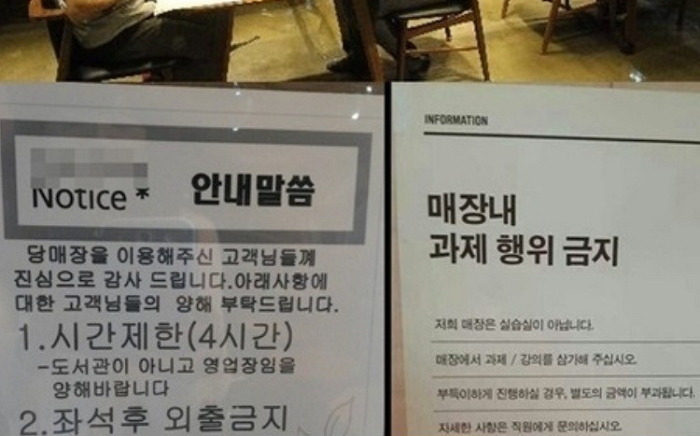 Notice * 안내말씀
당매장을 이용해주신 고객님들께
진심으로 감사 드립니다.아래사항에
대한 고객님들의 양해 부탁드립니다.
1.시간제한(4시간)
-도서관이 아니고 영업장임을
양해바랍니다
2.좌석후 외출금지
INFORMATION
매장내
과제 행위 금지
저희 매장은 실습실이 아닙니다.
매장에서 과제 / 강의를 삼가해 주십시오.
부득이하게 진행하실 경우, 별도의 금액이 부과됩니다.
자세한 사항은 직원에게 문의하십시오.